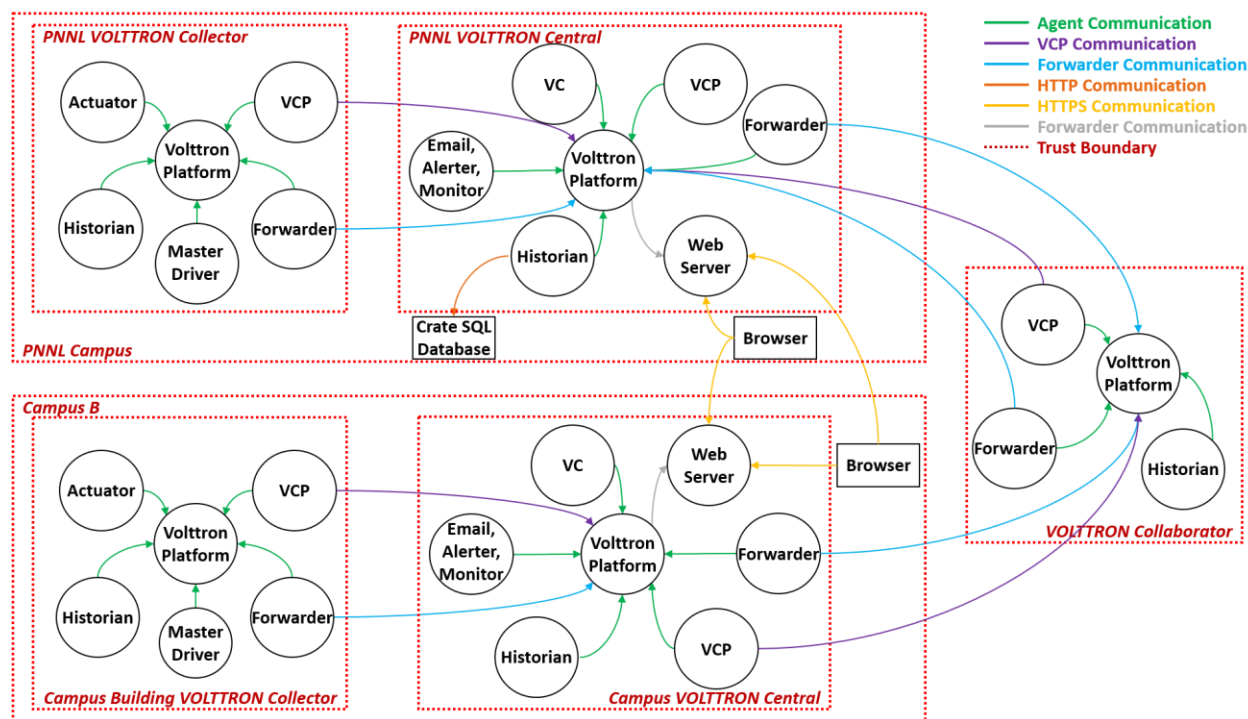 PNNL VOLTTRON Collector
Actuator
VCP
Volttron
Platform
Historian
Master
Driver
Forwarder
PNNL VOLTTRON Central
VC
VCP
Forwarder
Email,
Alerter,
Monitor
Volttron
Platform
Historian
Web
Server
Crate SQL
Database
Browser
PNNL Campus
Agent Communication
VCP Communication
Forwarder Communication
HTTP Communication
HTTPS Communication
Forwarder Communication
Trust Boundary
VCP
Volttron
Platform
Forwarder
Historian
VOLTTRON Collaborator
Campus B
Actuator
VCP
Volttron
Platform
Historian
Master
Driver
Forwarder
Campus Building VOLTTRON Collector
VC
Web
Server
Browser
Email,
Alerter,
Monitor
Volttron
Platform
Forwarder
Historian
VCP
Campus VOLTTRON Central